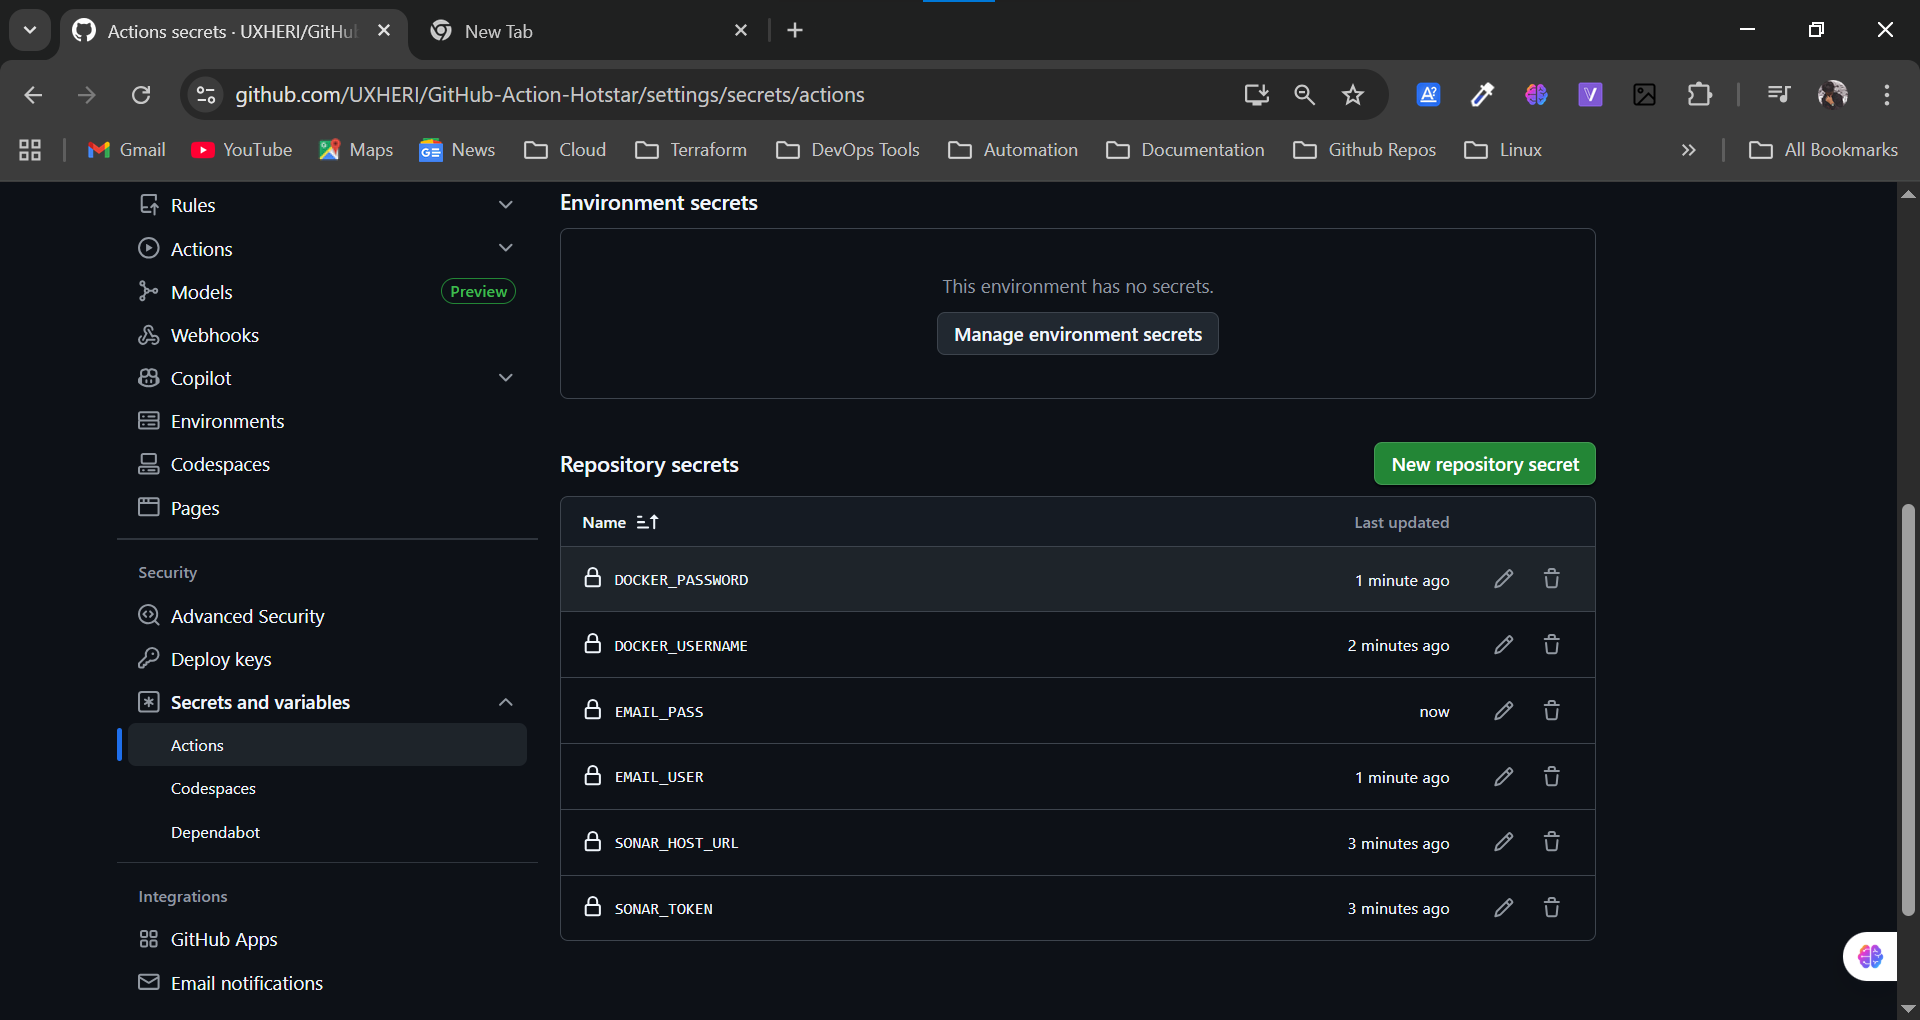 Actions secrets · UXHERI/GitHub
New Tab
github.com/UXHERI/GitHub-Action-Hotstar/settings/secrets/actions
Gmail
YouTube
Maps
News
Cloud
Terraform
DevOps Tools
Automation
Documentation
Github Repos
Linux
All Bookmarks
Rules
Actions
Models
Preview
Webhooks
Copilot
Environments
Codespaces
Pages
Security
Advanced Security
Deploy keys
Secrets and variables
Actions
Codespaces
Dependabot
Integrations
GitHub Apps
Email notifications
Environment secrets
This environment has no secrets.
Manage environment secrets
Repository secrets
New repository secret
Name
Last updated
DOCKER_PASSWORD
1 minute ago
DOCKER_USERNAME
2 minutes ago
EMAIL_PASS
now
EMAIL_USER
1 minute ago
SONAR_HOST_URL
3 minutes ago
SONAR_TOKEN
3 minutes ago